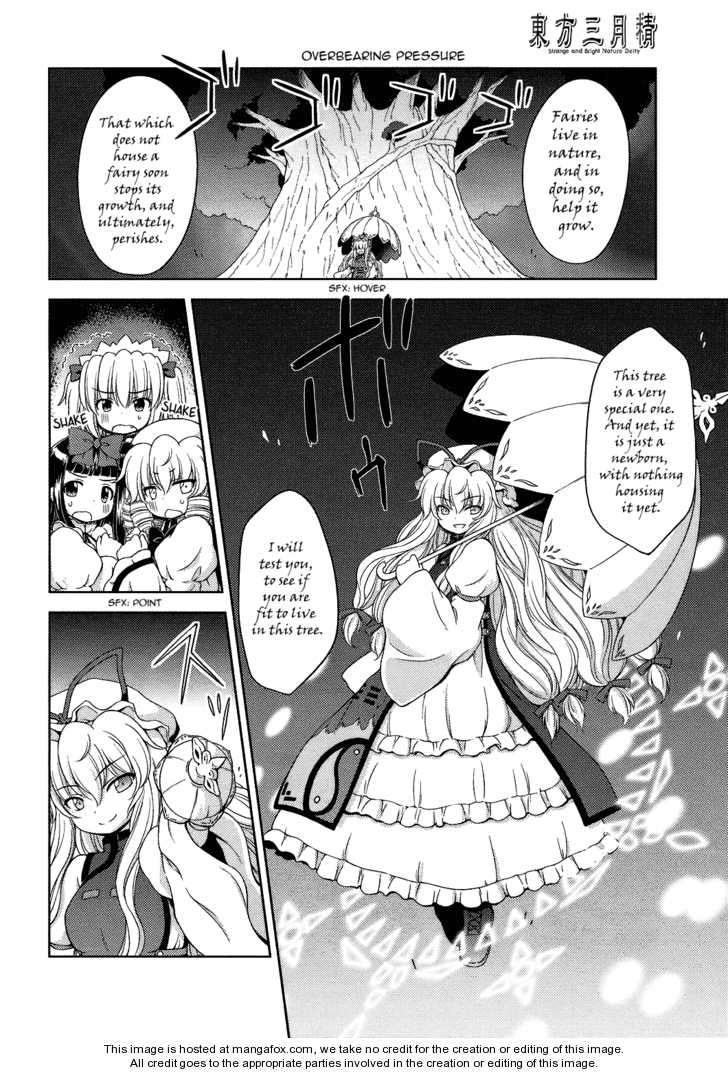 東方三月精
Strange and Bright Nature Deity
OVERBEARING PRESSURE
ゴゴゴゴ
Fairies
live in
nature,
and in
doing so,
help it
grow.
That which
does not
house a
fairy soon
stops its
growth, and
ultimately,
perishes.
SFX: HOVER
This tree
is a very
special one.
And yet, it
is just a
newborn,
with nothing
housing
it yet.
I will
test you,
to see if
you are
fit to live
in this tree.
SHAKE
SHAKE
SFX: POINT
This image is hosted at mangafox.com, we take no credit for the creation or editing of this image.
All credit goes to the appropriate parties involved in the creation or editing of this image.